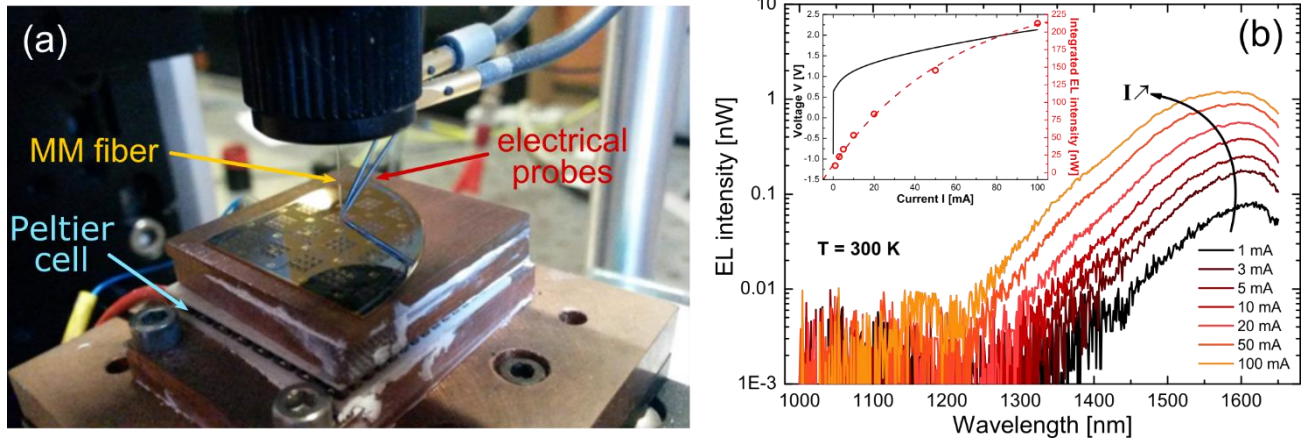 (a)
MM fiber
electrical
probes
Peltier
cell
(b)
EL intensity [nW]
10
1
0.1
0.01
1E-3
1000 1100 1200 1300 1400 1500 1600
Wavelength [nm]
T = 300 K
I↗
1 mA
3 mA
5 mA
10 mA
20 mA
50 mA
100 mA
Voltage V [V]
2.5
2.0
1.5
1.0
0.5
0.0
-0.5
-1.0
-1.5
0 20 40 60 80 100
Current I [mA]
225
200
175
150
125
100
75
50
25
0
Integrated EL
intensity [nW]